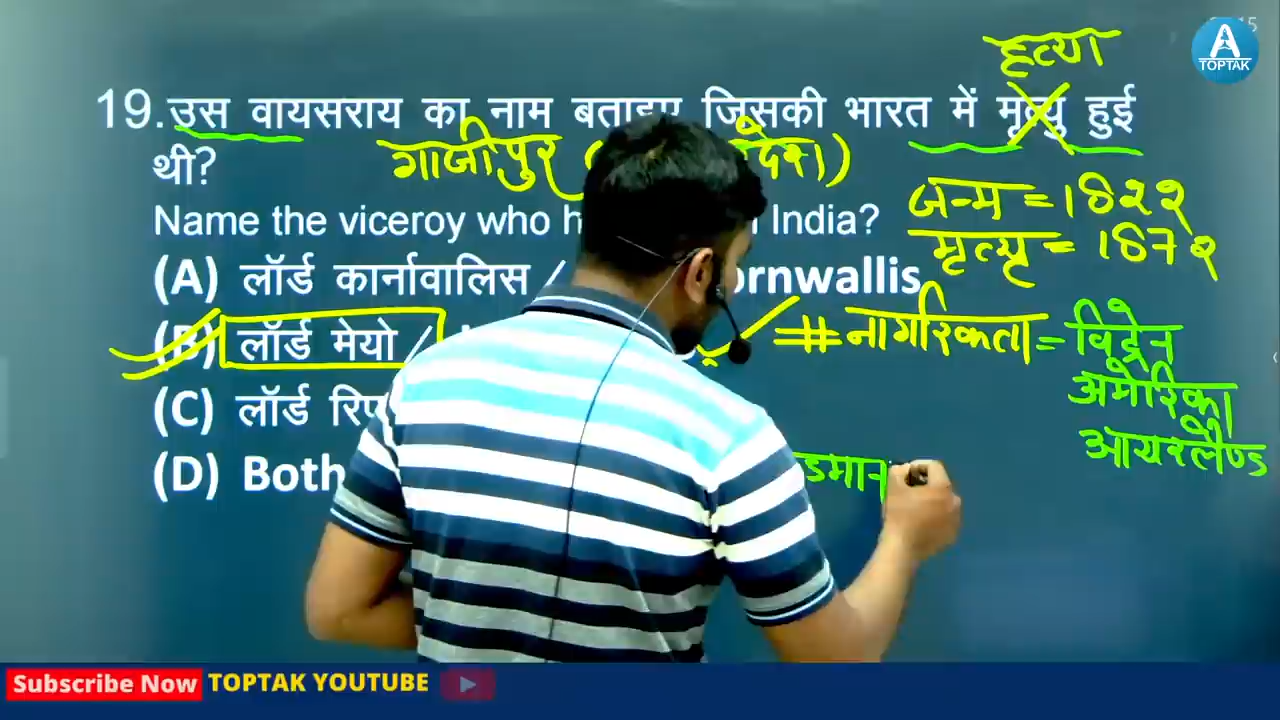 A
TOPTAK
हत्या
19. उस वायसराय का नाम बताइए जिसकी भारत में मृत्यु हुई
थी?
गाजीपुर (
Name the viceroy who h India?
जन्म = 1822
मृत्यु = 1872
(A) लॉर्ड कार्नावालिस / ornwallis
(B) लॉर्ड मेयो /
# नागरिकता = ब्रिटेन
अमेरिका
आयरलैण्ड
(C) लॉर्ड रिप
(D) Both
डमान
Subscribe Now TOPTAK YOUTUBE